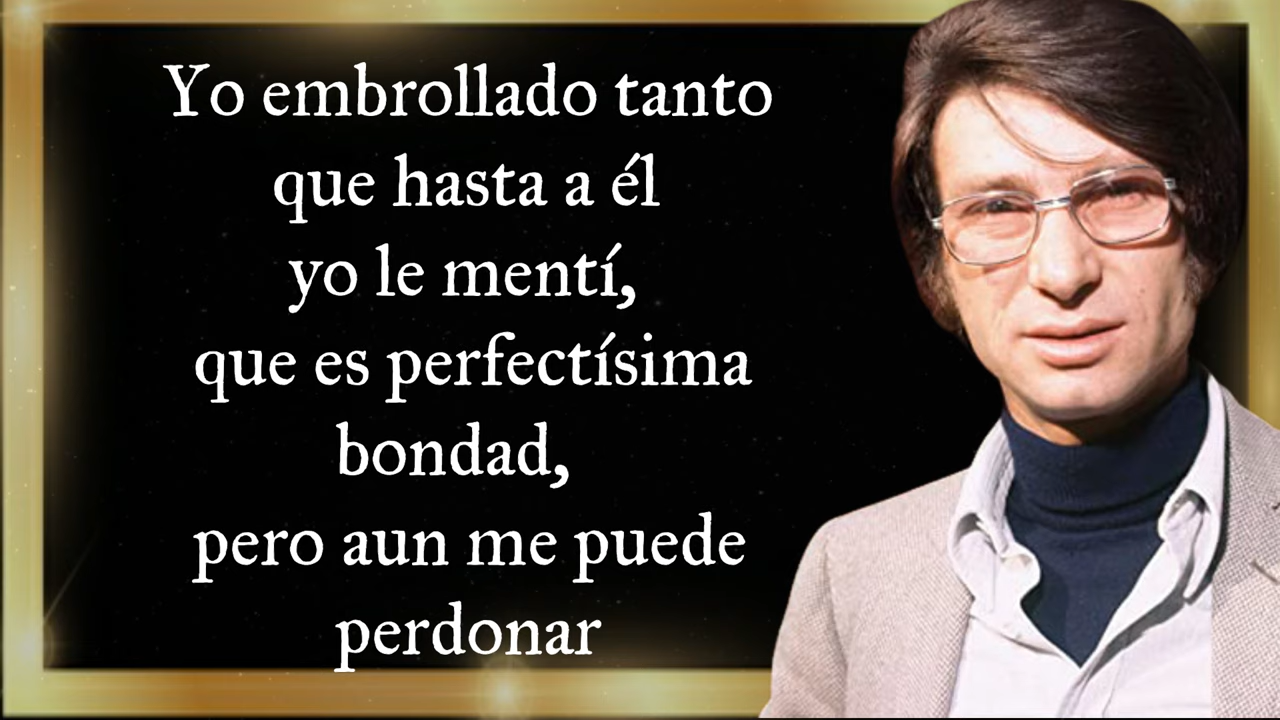 Yo embrollado tanto
que hasta a él
yo le mentí,
que es perfectísima
bondad,
pero aun me puede
perdonar